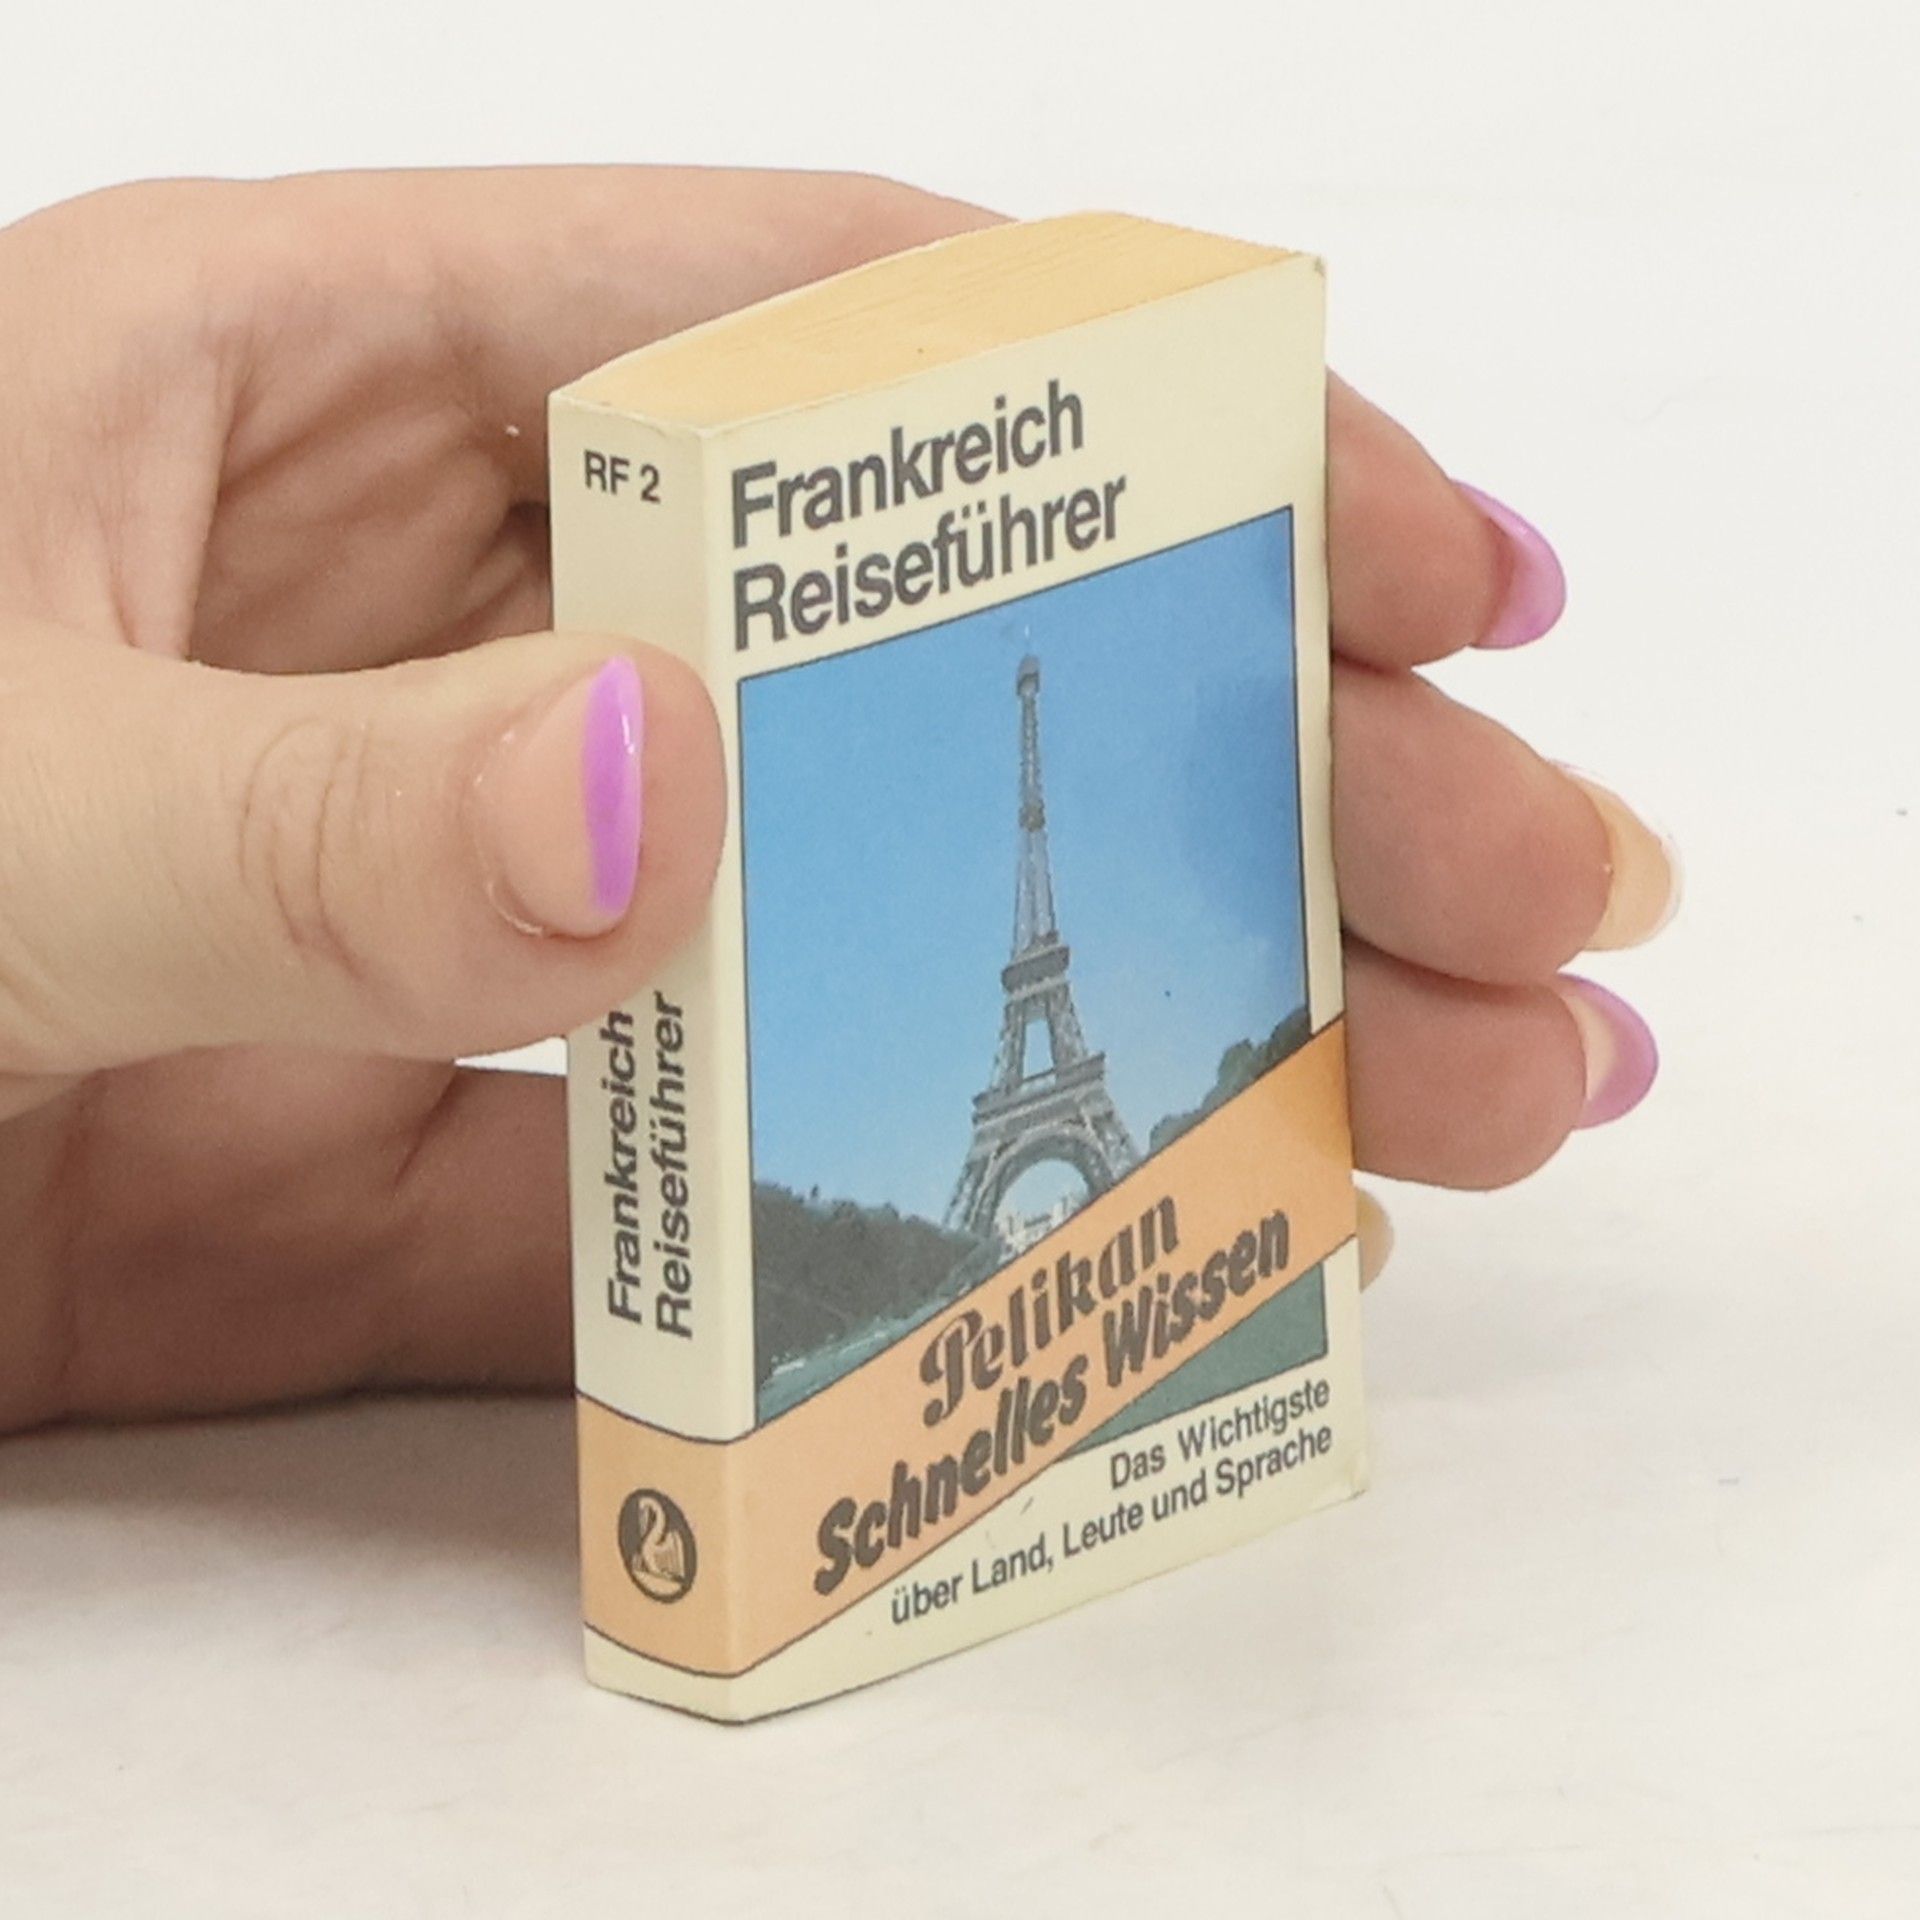 RF 2
Frankreich
Reiseführer
Frankreich
Reiseführer
Pelikan
Schnelles Wissen
Das Wichtigste
über Land, Leute und Sprache